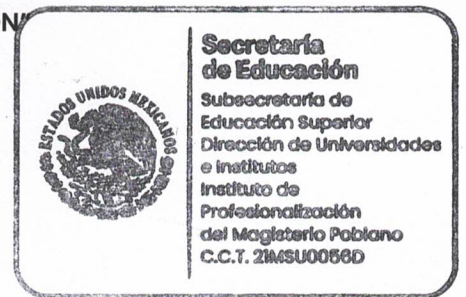 N"
ESTADOS UNIDOS MEXICANOS
Secretaría
de Educación
Subsecretaría de
Educación Superior
Dirección de Universidades
e Institutos
Instituto de
Profesionalización
del Magisterio Poblano
C.C.T. 21MSU0056D